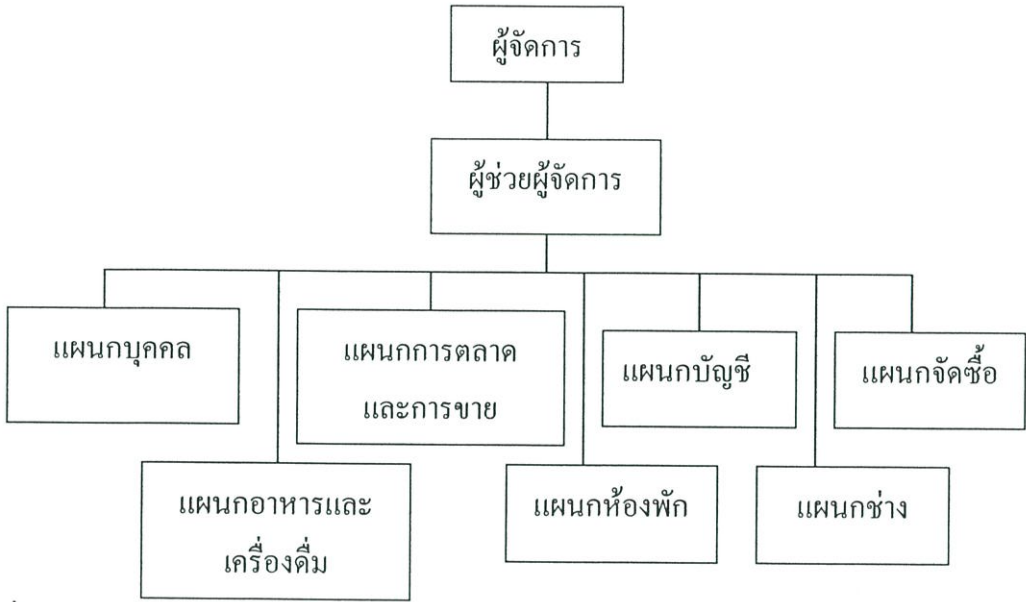 ผู้จัดการ
ผู้ช่วยผู้จัดการ
แผนกบุคคล
แผนกการตลาด
และการขาย
แผนกบัญชี
แผนกจัดซื้อ
แผนกอาหารและ
เครื่องดื่ม
แผนกห้องพัก
แผนกช่าง